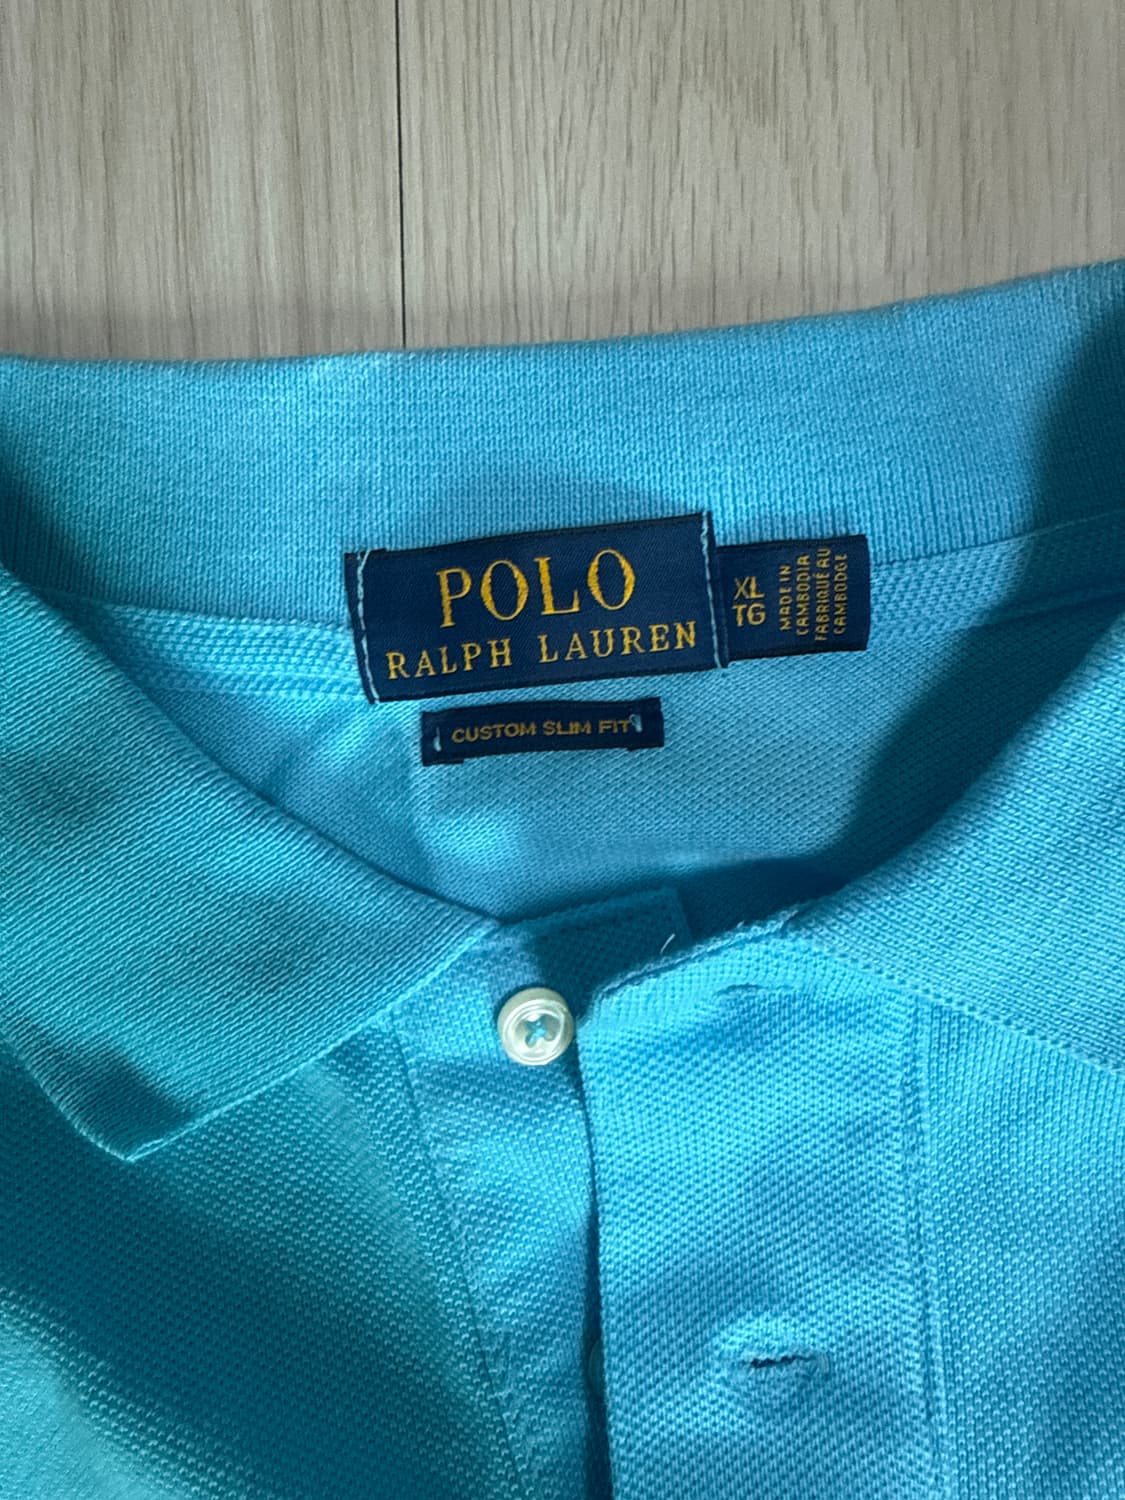 POLO
RALPH LAUREN
XL
TG
MADE IN
CAMBODIA
FABRIQUÉ AU
CAMBODGE
CUSTOM SLIM FIT